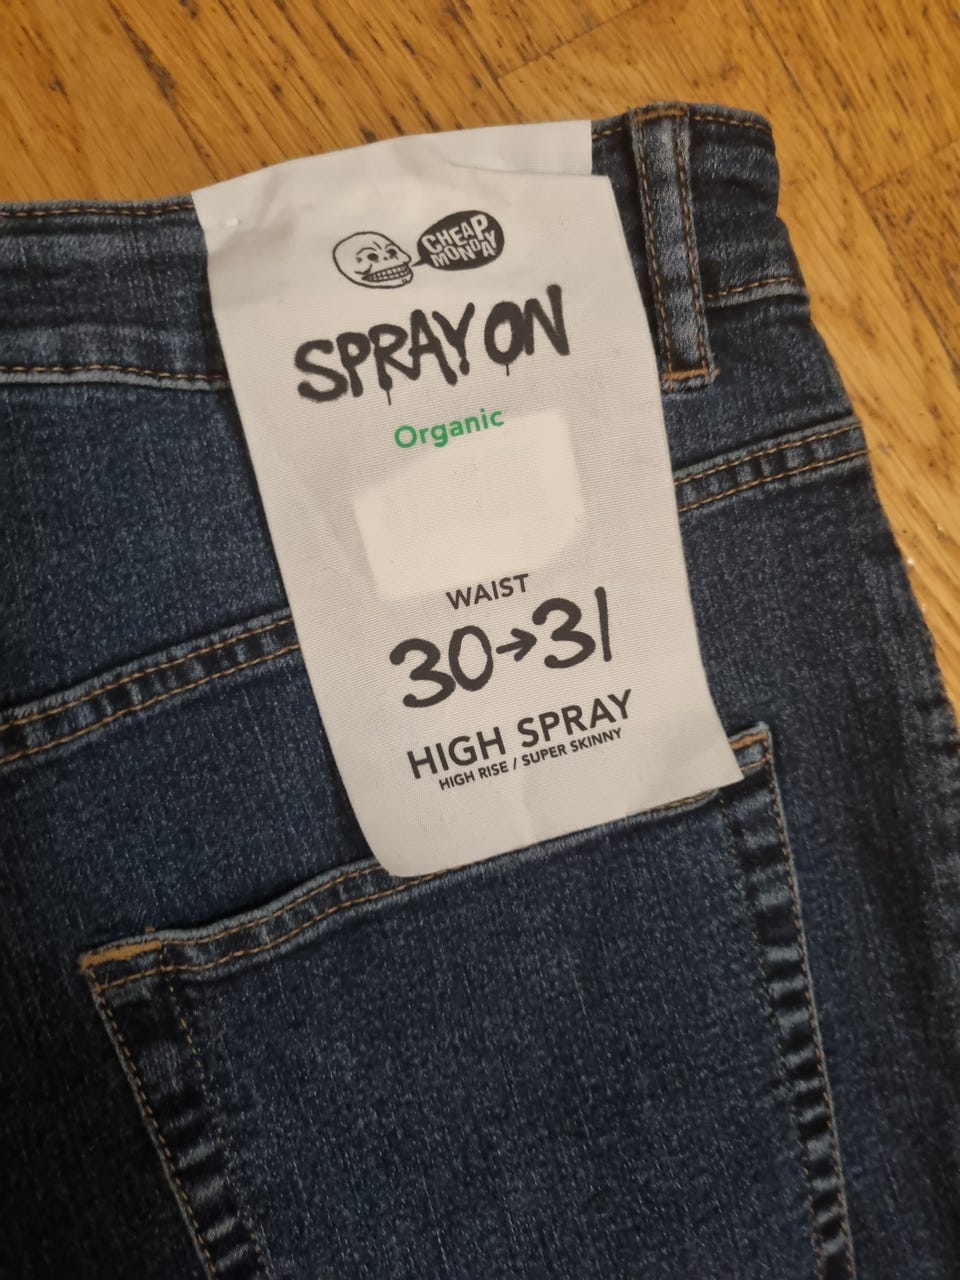 CHEAP
MONDAY
SPRAY ON
Organic
WAIST
30→31
HIGH SPRAY
HIGH RISE / SUPER SKINNY